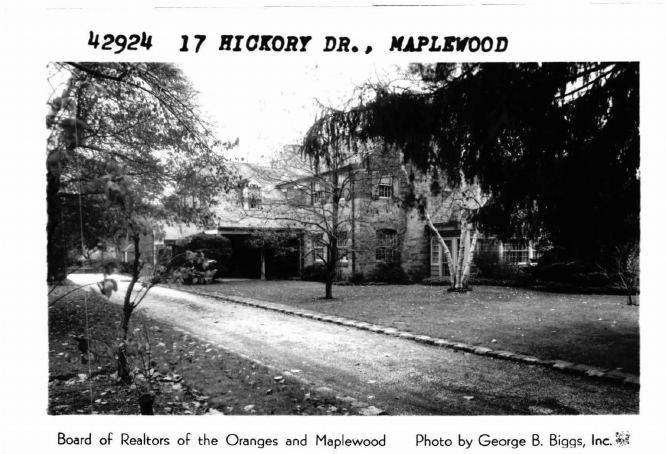 42924 17 HICKORY DR., MAPLEWOOD
Board of Realtors of the Oranges and Maplewood Photo by George B. Biggs, Inc.